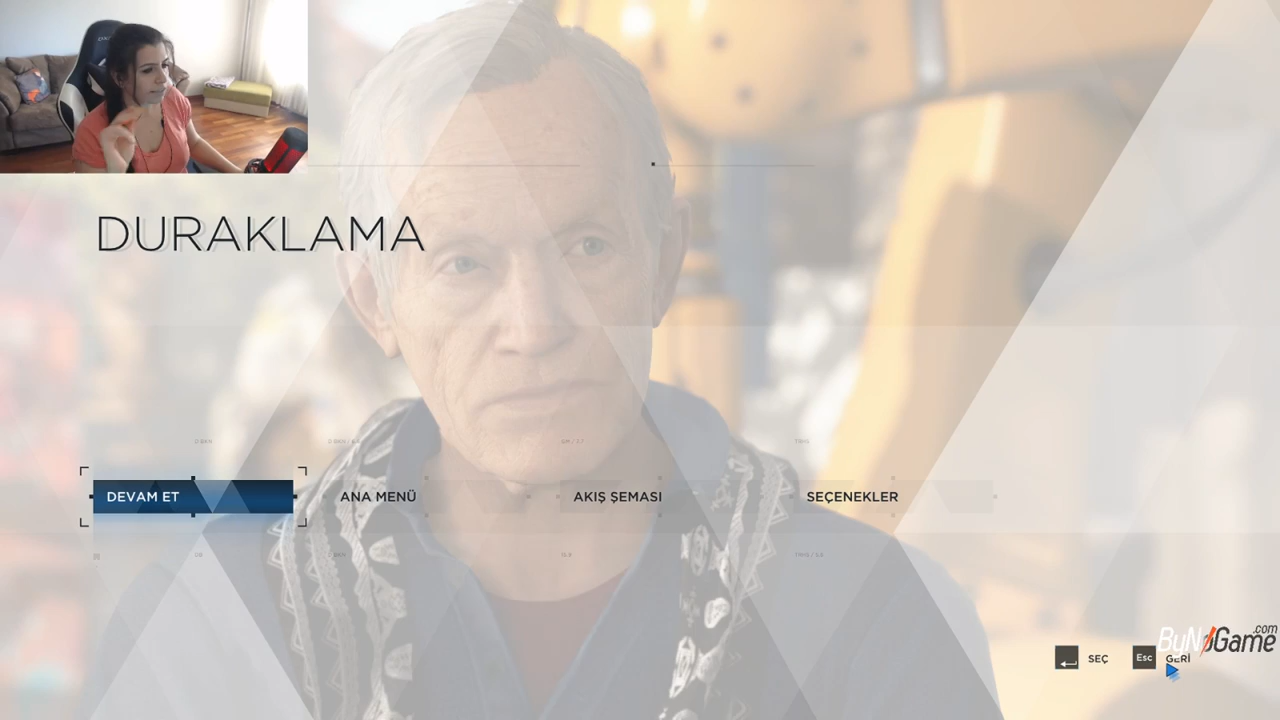 DURAKLAMA
DEVAM ET
ANA MENÜ
AKIŞ ŞEMASI
SEÇENEKLER
SEÇ
Esc
GERİ
ByNoGame.com